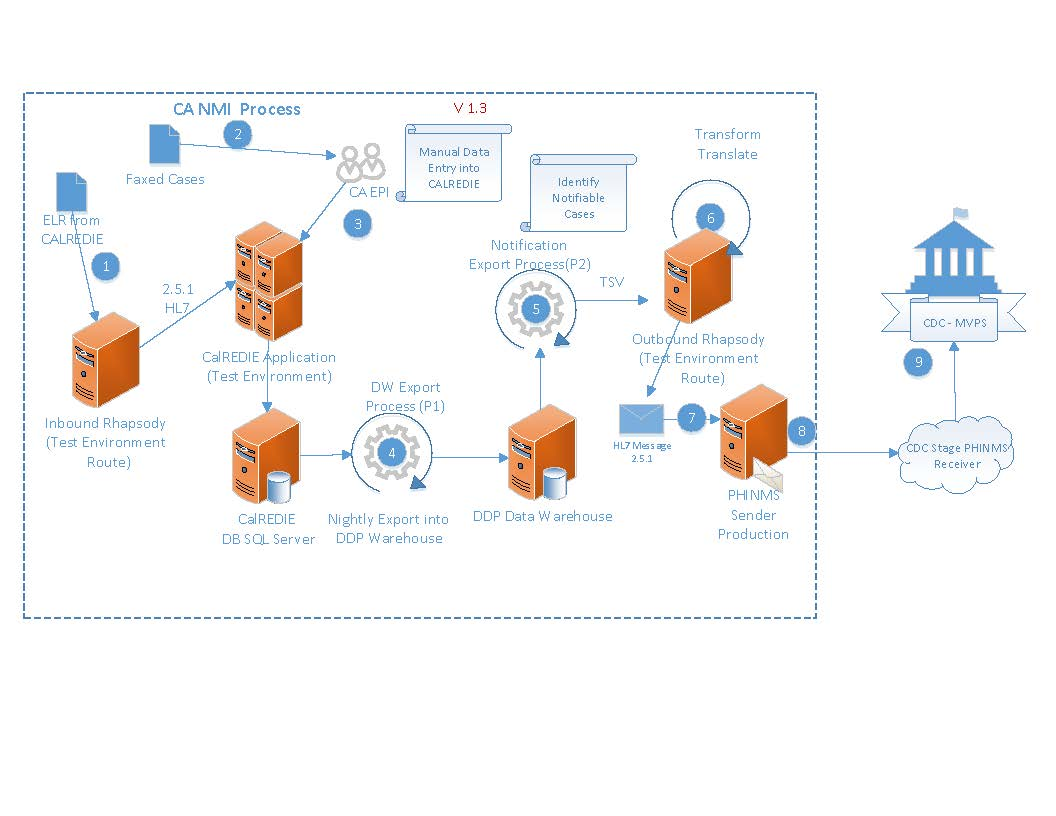 CA NMI Process
V 1.3
2
Faxed Cases
CA EPI
Manual Data
Entry into
CALREDIE
Identify
Notifiable
Cases
Transform
Translate
ELR from
CALREDIE
1
3
2.5.1
HL7
Notification
Export Process(P2)
5
TSV
6
CDC - MVPS
9
Inbound Rhapsody
(Test Environment
Route)
CalREDIE Application
(Test Environment)
DW Export
Process (P1)
4
Outbound Rhapsody
(Test Environment
Route)
HL7 Message
2.5.1
7
8
CDC Stage PHINMS
Receiver
CalREDIE
DB SQL Server
Nightly Export into
DDP Warehouse
DDP Data Warehouse
PHINMS
Sender
Production